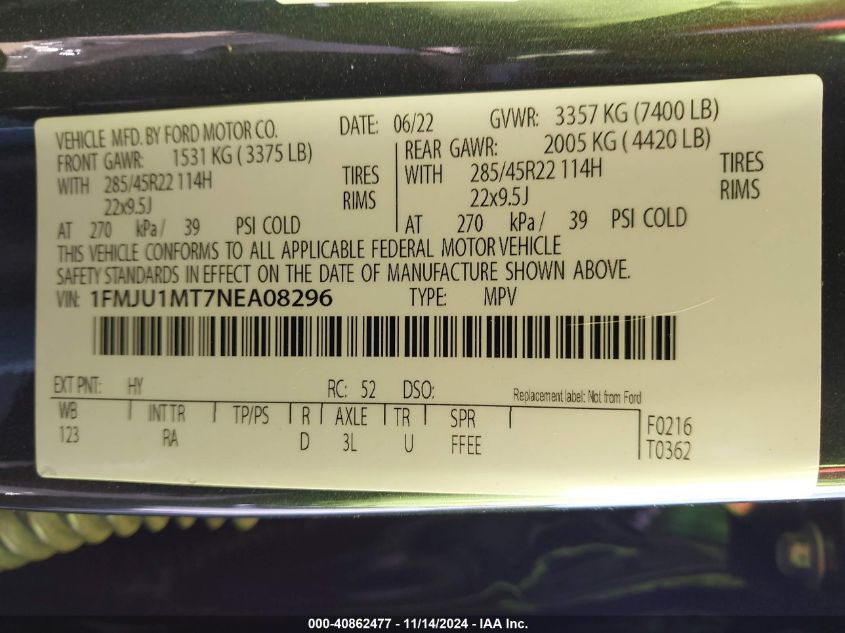 VEHICLE MFD. BY FORD MOTOR CO. DATE: 06/22 GVWR: 3357 KG (7400 LB)
FRONT GAWR: 1531 KG (3375 LB) REAR GAWR: 2005 KG (4420 LB)
WITH 285/45R22 114H TIRES WITH 285/45R22 114H TIRES
22x9.5J RIMS 22x9.5J RIMS
AT 270 kPa/ 39 PSI COLD AT 270 kPa/ 39 PSI COLD
THIS VEHICLE CONFORMS TO ALL APPLICABLE FEDERAL MOTOR VEHICLE
SAFETY STANDARDS IN EFFECT ON THE DATE OF MANUFACTURE SHOWN ABOVE.
VIN: 1FMJU1MT7NEA08296 TYPE: MPV
EXT PNT: HY RC: 52 DSO: Replacement label: Not from Ford
WB INT TR TP/PS R AXLE TR SPR F0216
123 RA D 3L U FFEE T0362
000-40862477 - 11/14/2024 - IAA Inc.